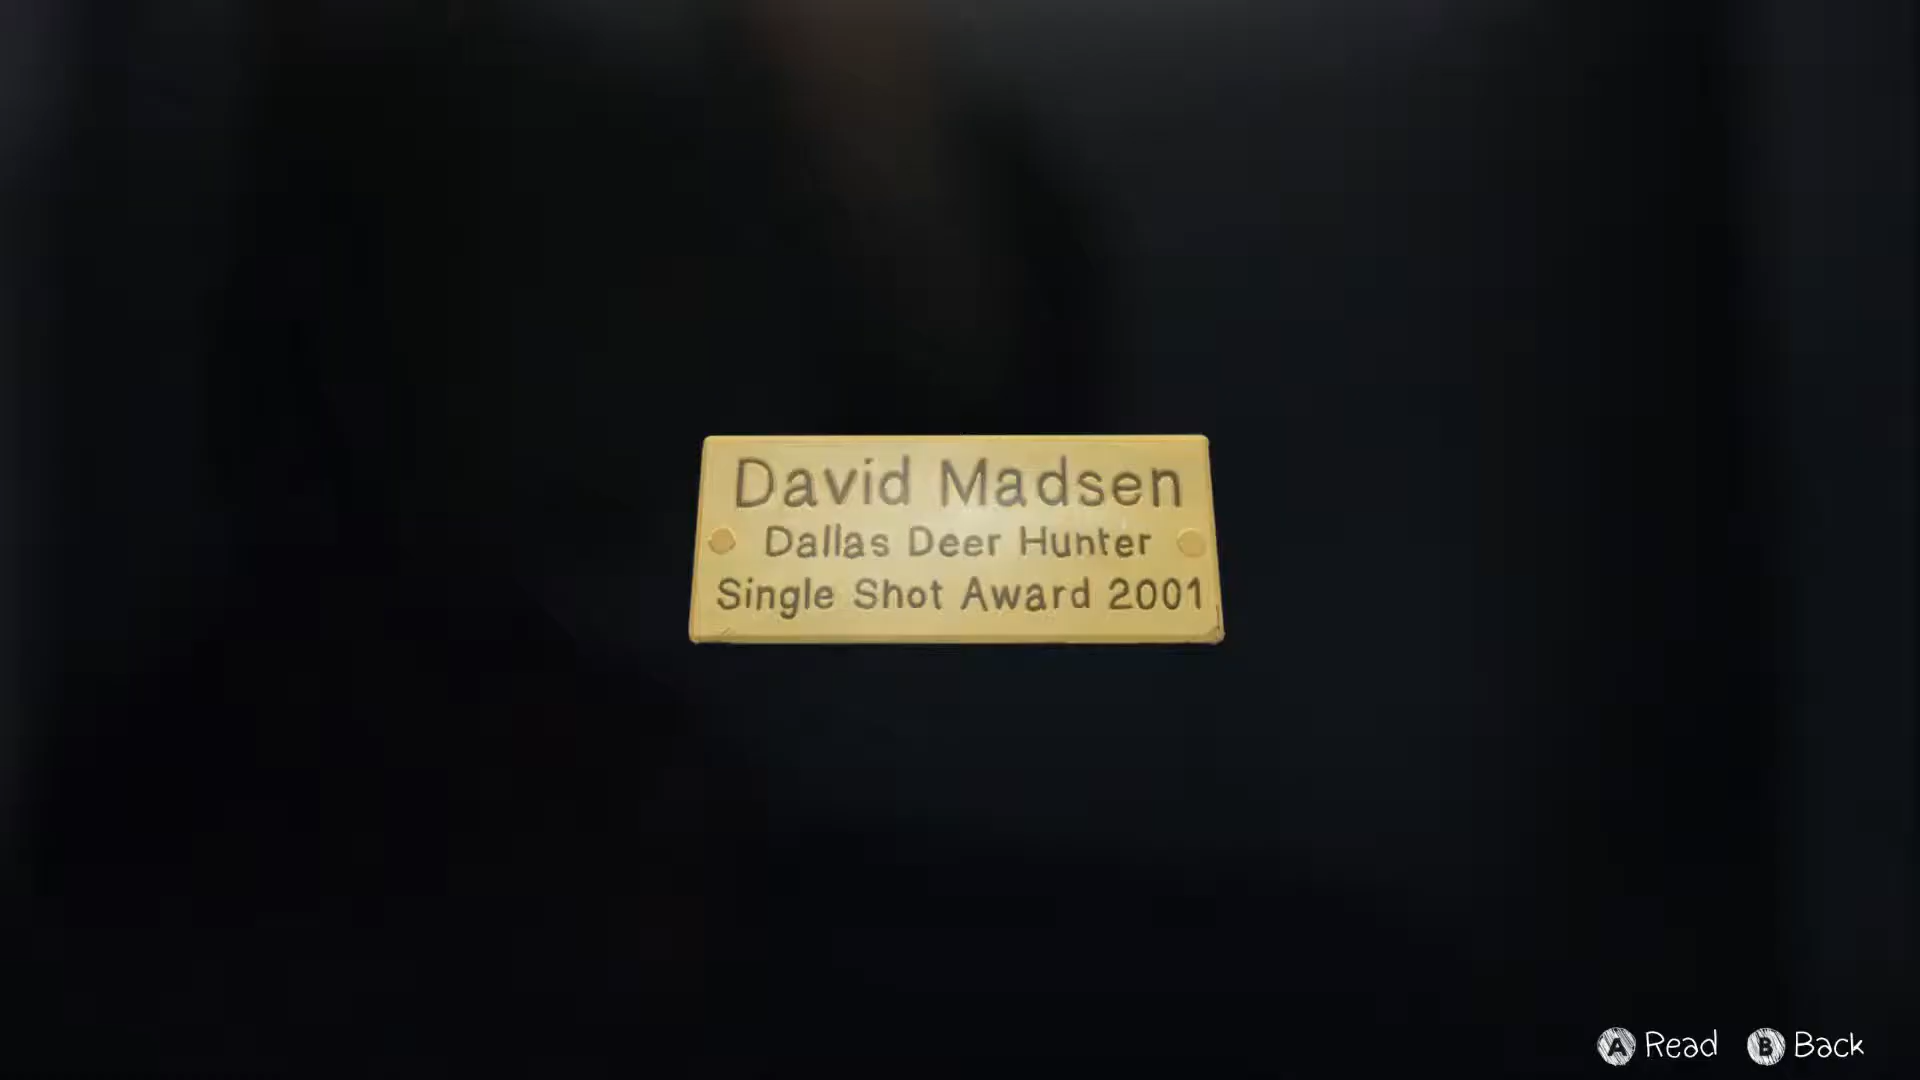 David Madsen
Dallas Deer Hunter
Single Shot Award 2001
A Read B Back